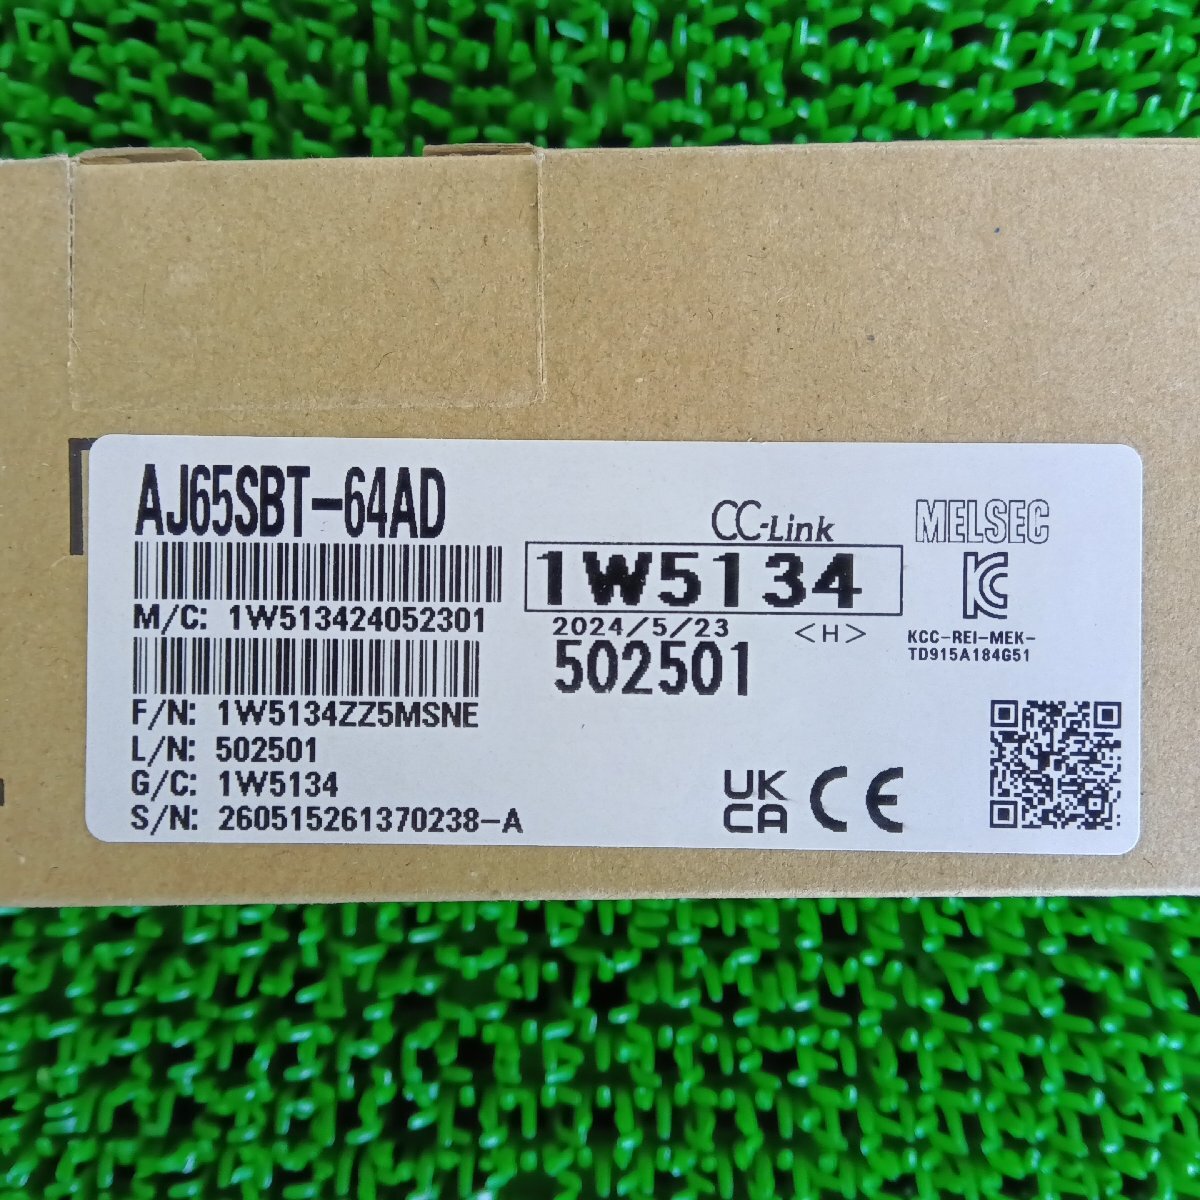 AJ65SBT-64AD
CC-Link
MELSEC
1W5134
M/C: 1W513424052301
2024/5/23
<H>
KCC-REI-MEK-
TD915A184G51
502501
F/N: 1W5134ZZ5MSNE
L/N: 502501
G/C: 1W5134
S/N: 260515261370238-A
UK
CA
CE